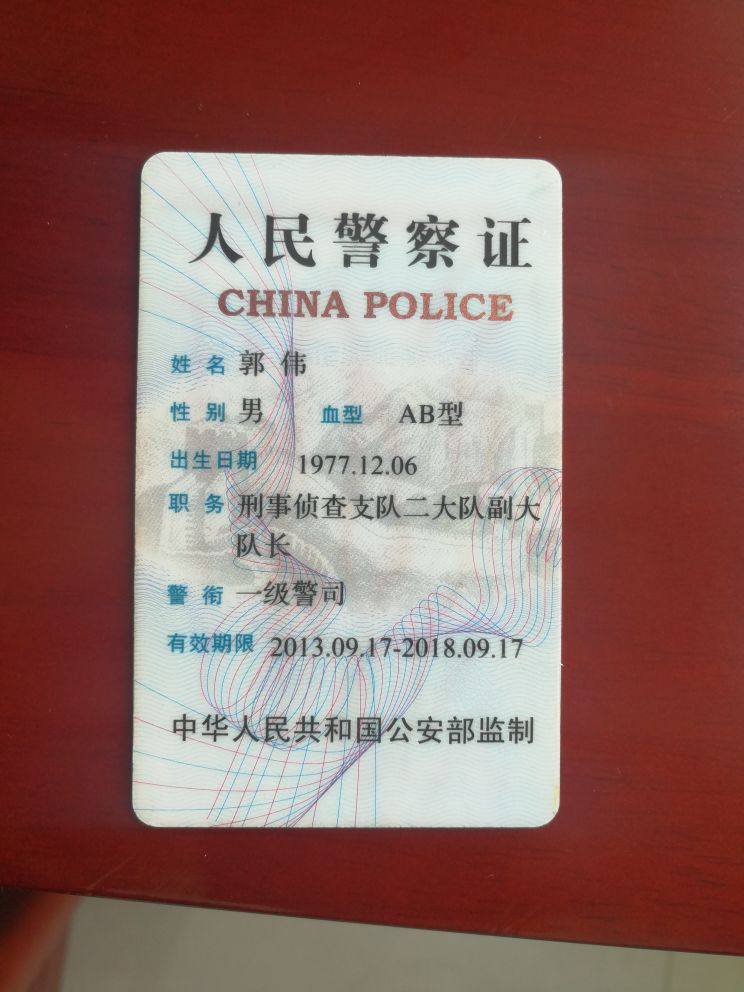 人民警察证
CHINA POLICE
姓名 郭伟
性别 男 血型 AB型
出生日期 1977.12.06
职务 刑事侦查支队二大队副大
队长
警衔 一级警司
有效期限 2013.09.17-2018.09.17
中华人民共和国公安部监制